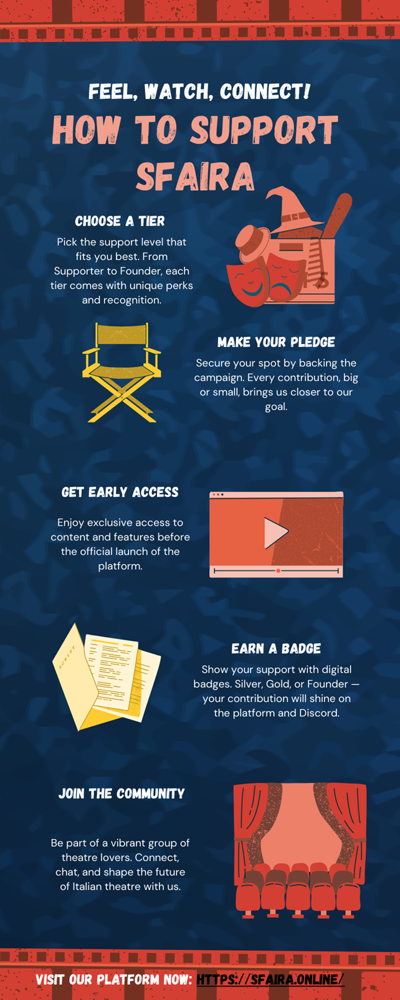 FEEL, WATCH, CONNECT!
HOW TO SUPPORT
SFAIRA
CHOOSE A TIER
Pick the support level that
fits you best. From
Supporter to Founder, each
tier comes with unique perks
and recognition.
MAKE YOUR PLEDGE
Secure your spot by backing the
campaign. Every contribution, big
or small, brings us closer to our
goal.
GET EARLY ACCESS
Enjoy exclusive access to
content and features before
the official launch of the
platform.
SCRIPT
EARN A BADGE
Show your support with digital
badges. Silver, Gold, or Founder —
your contribution will shine on
the platform and Discord.
JOIN THE COMMUNITY
Be part of a vibrant group of
theatre lovers. Connect,
chat, and shape the future
of Italian theatre with us.
VISIT OUR PLATFORM NOW: HTTPS://SFAIRA.ONLINE/